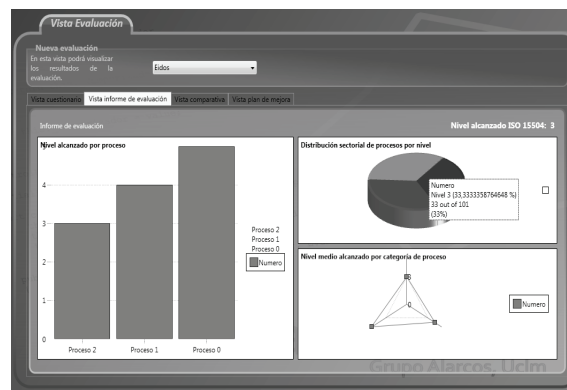 Vista Evaluación
Nueva evaluación
En esta vista podrá visualizar
los resultados de la
evaluación.
Eidos
Vista cuestionario
Vista informe de evaluación
Vista comparativa
Vista plan de mejora
Informe de evaluación
Nivel alcanzado ISO 15504: 3
Nivel alcanzado por proceso
4
3
2
1
0
Proceso 2
Proceso 1
Proceso 0
Proceso 2
Proceso 1
Proceso 0
Numero
Distribución sectorial de procesos por nivel
Numero
Nivel 3 (33,3333358764648 %)
33 out of 101
(33%)
Nivel medio alcanzado por categoría de proceso
0
Numero
Grupo Alarcos, Uclm